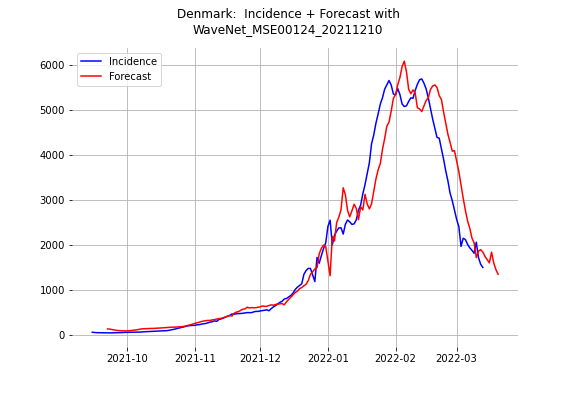 Denmark:  Incidence + Forecast with
WaveNet_MSE00124_20211210
Incidence
Forecast
6000
5000
4000
3000
2000
1000
0
2021-10 2021-11 2021-12 2022-01 2022-02 2022-03